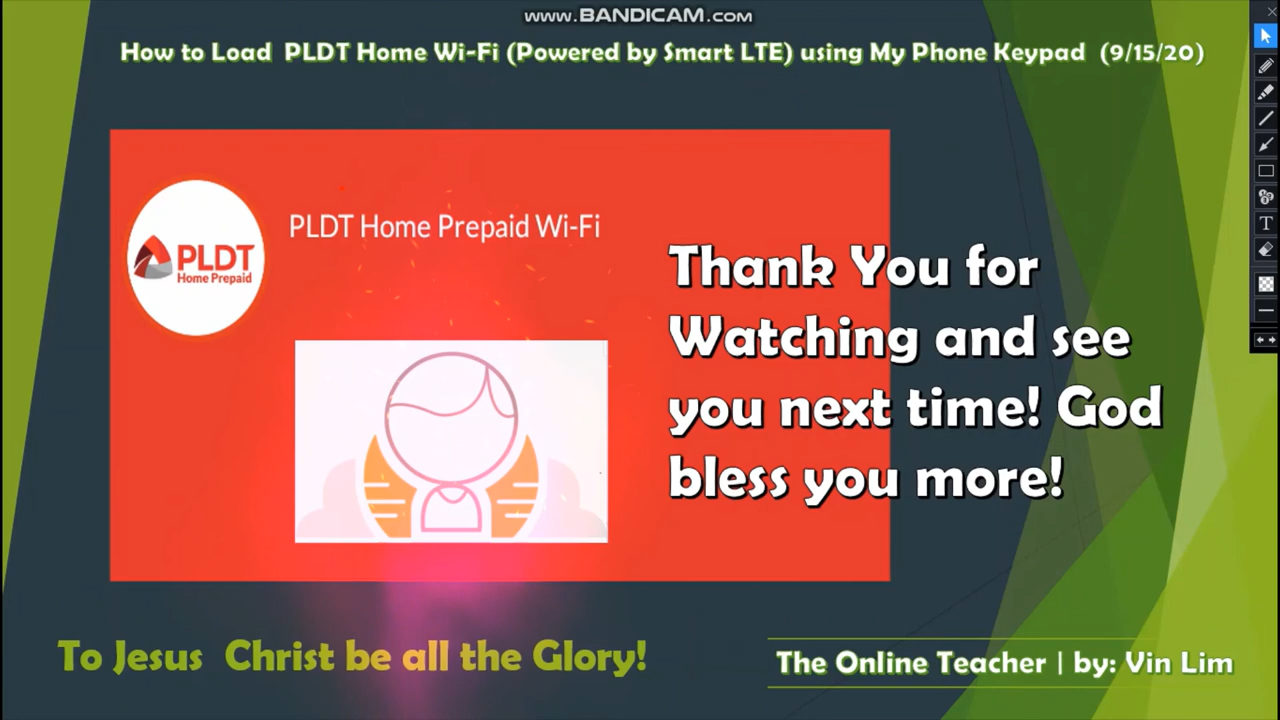 www.BANDICAM.com
How to Load PLDT Home Wi-Fi (Powered by Smart LTE) using My Phone Keypad (9/15/20)
PLDT Home Prepaid Wi-Fi
PLDT
Home Prepaid
Thank You for
Watching and see
you next time! God
bless you more!
To Jesus Christ be all the Glory!
The Online Teacher | by: Vin Lim
T